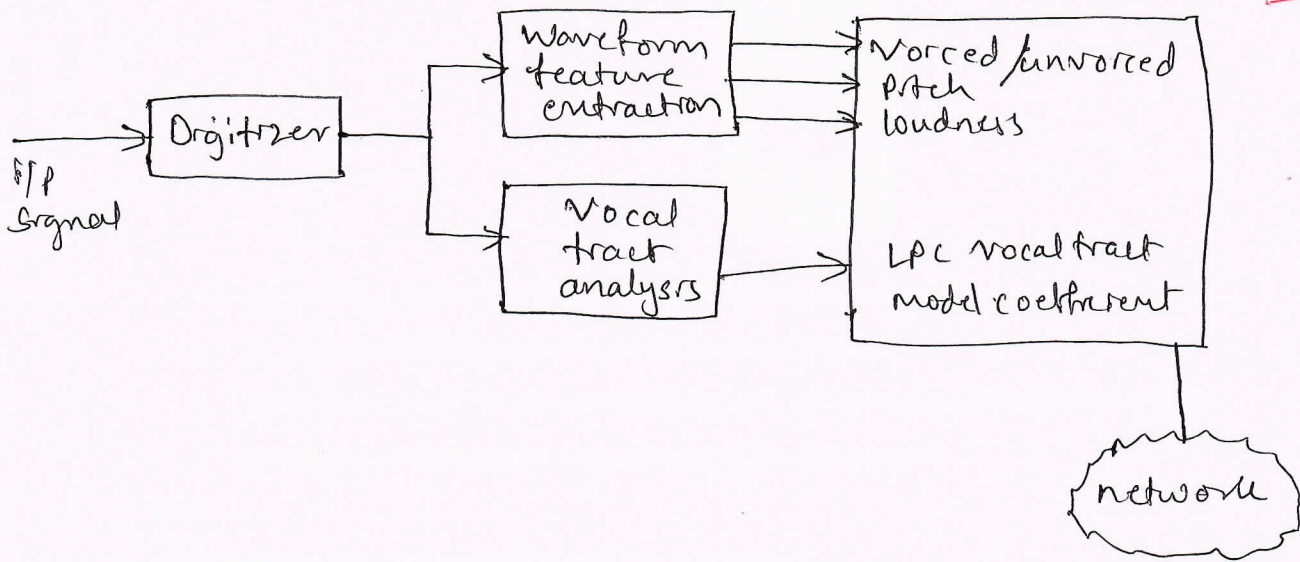 I/P
Signal
Digitizer
Waveform
feature
extraction
Vocal
tract
analysis
Voiced/unvoiced
Pitch
loudness
LPC vocal tract
model coefficient
network